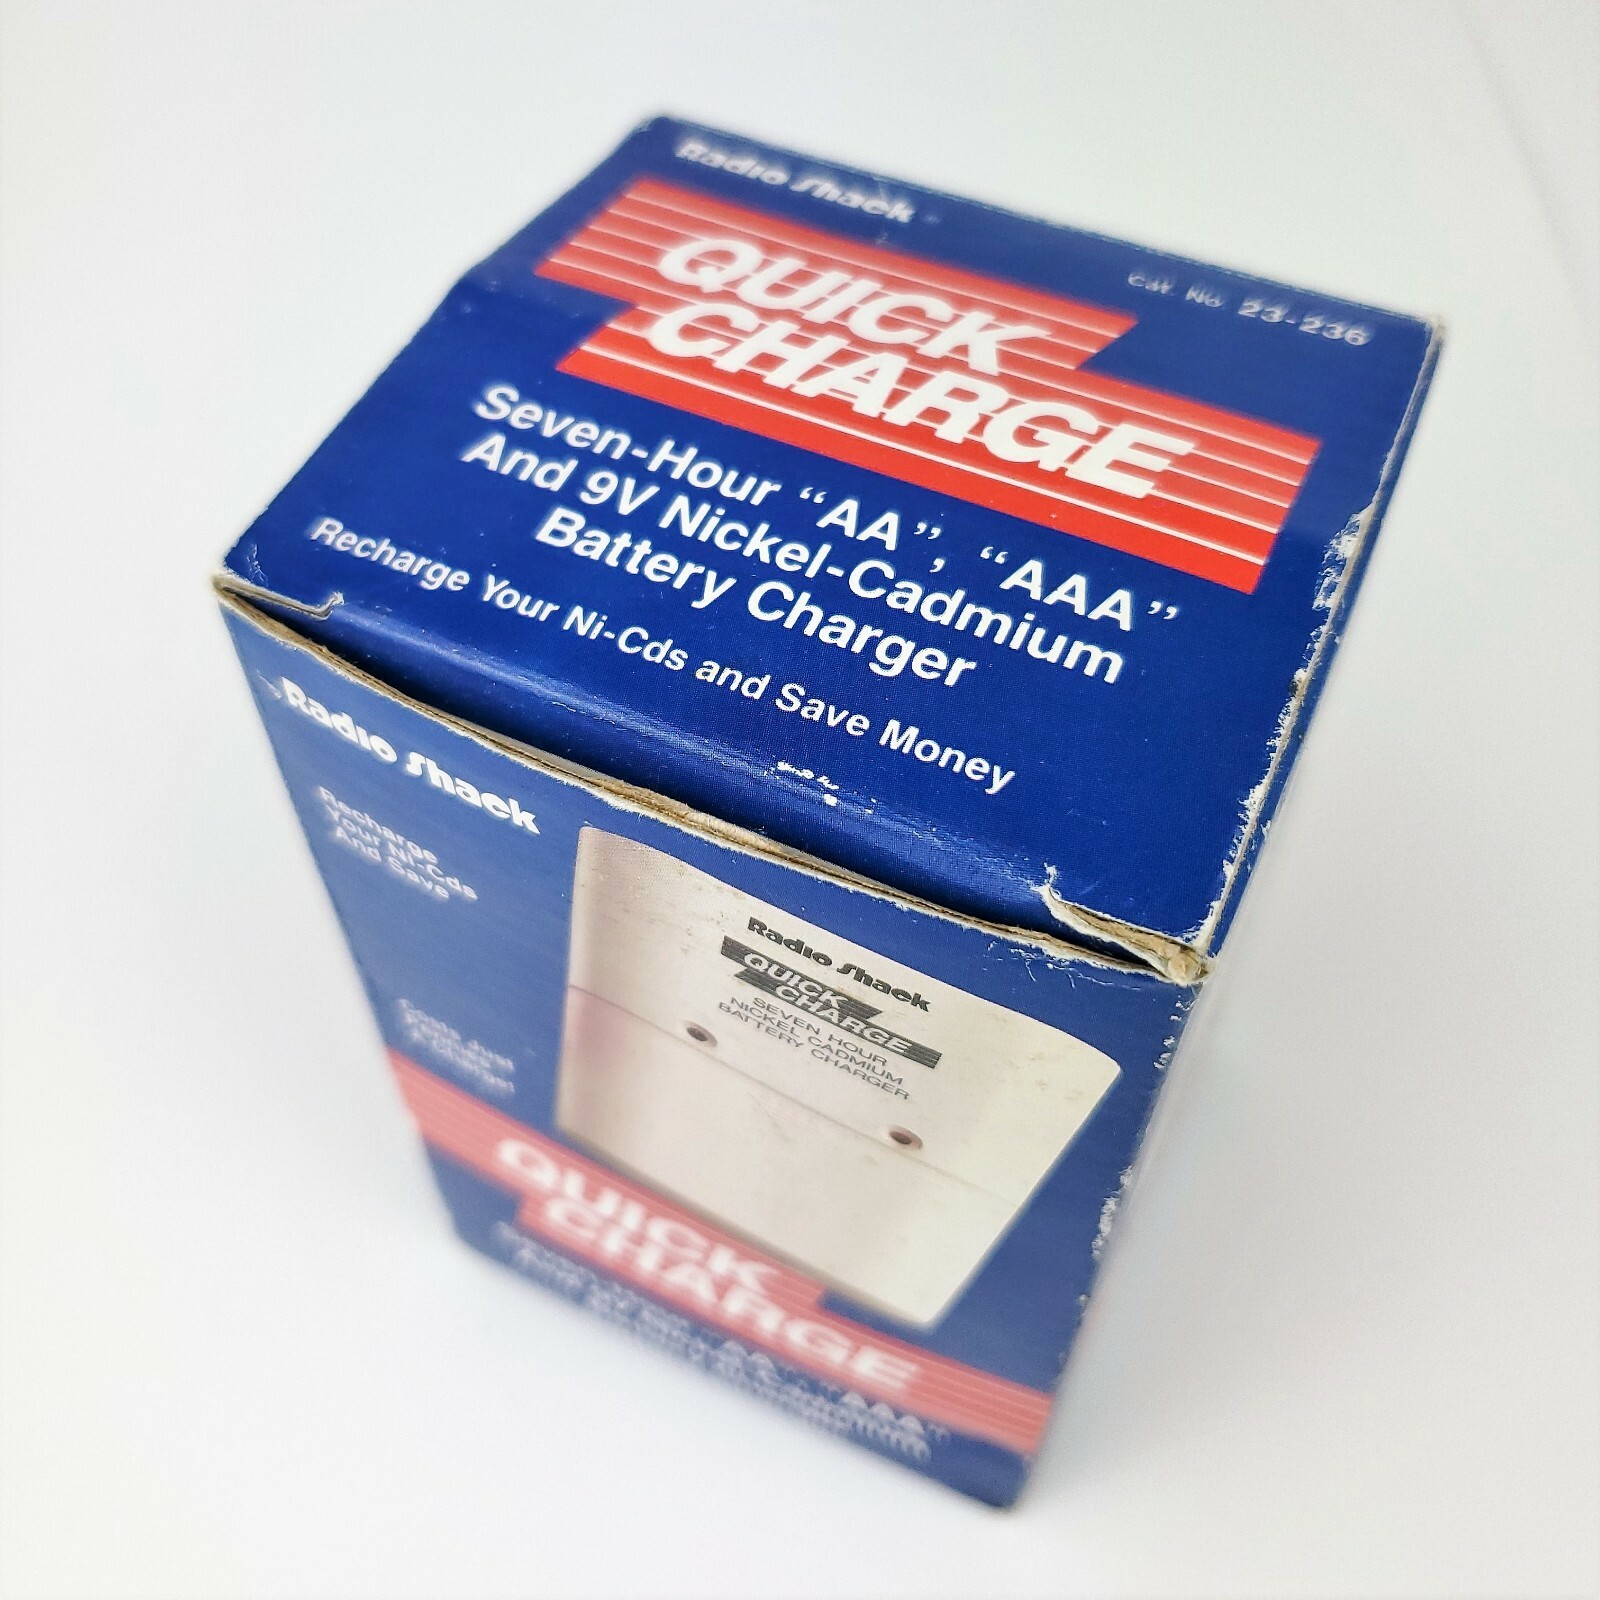 Radio Shack
Cat. No. 23-236
QUICK
CHARGE
Seven-Hour “AA”, “AAA”
And 9V Nickel-Cadmium
Battery Charger
Recharge Your Ni-Cds and Save Money
Radio Shack
Recharge
Your Ni-Cds
And Save
Radio Shack
QUICK
CHARGE
SEVEN HOUR
NICKEL CADMIUM
BATTERY CHARGER
QUICK
CHARGE
"AA", "AAA"